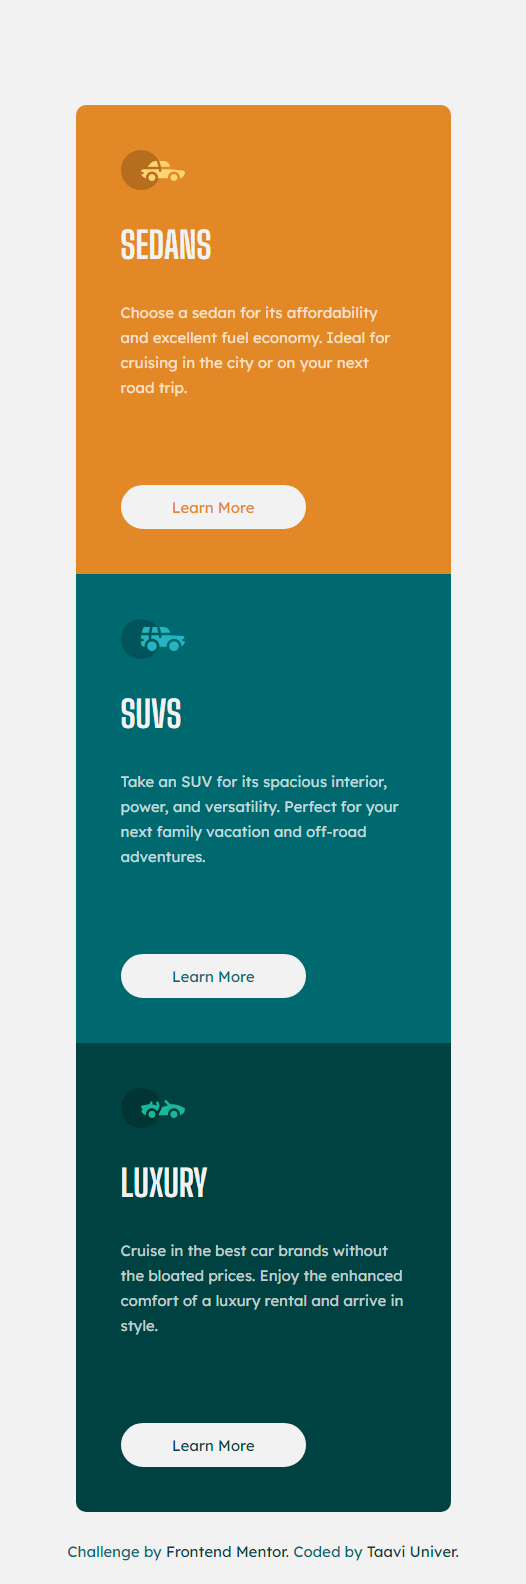 SEDANS
Choose a sedan for its affordability
and excellent fuel economy. Ideal for
cruising in the city or on your next
road trip.
Learn More
SUVS
Take an SUV for its spacious interior,
power, and versatility. Perfect for your
next family vacation and off-road
adventures.
Learn More
LUXURY
Cruise in the best car brands without
the bloated prices. Enjoy the enhanced
comfort of a luxury rental and arrive in
style.
Learn More
Challenge by Frontend Mentor. Coded by Taavi Univer.